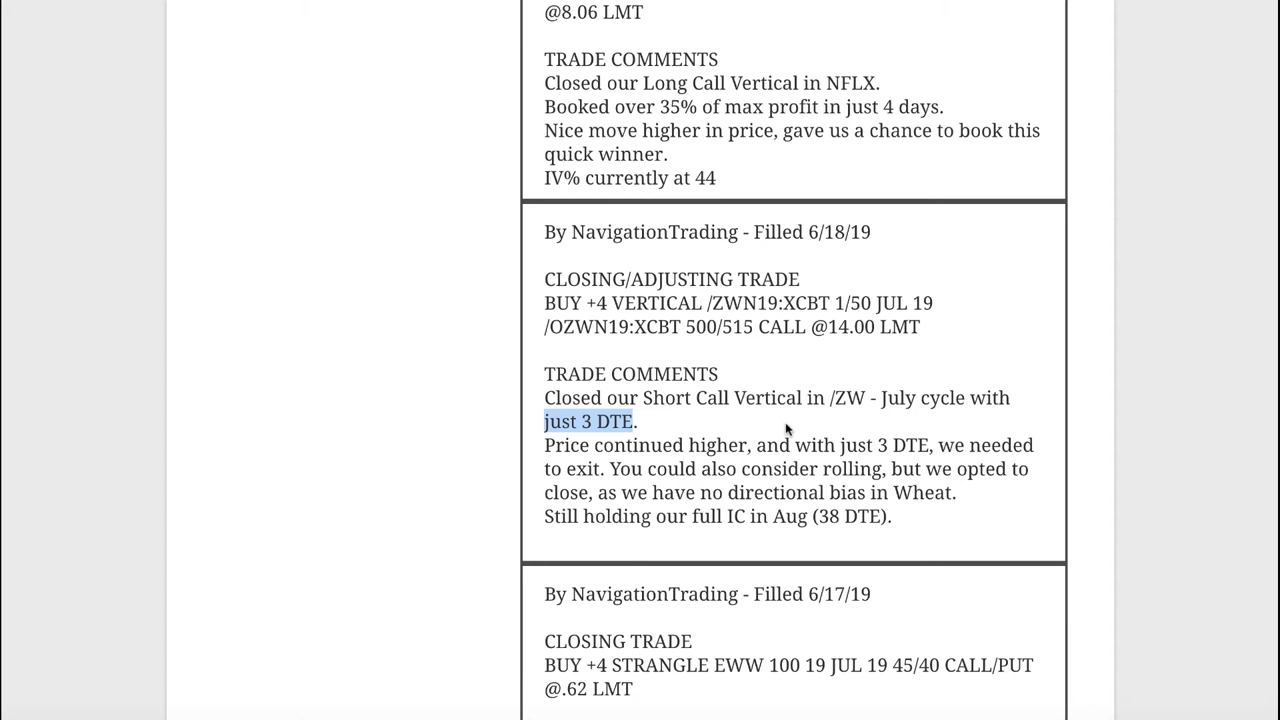 @8.06 LMT
TRADE COMMENTS
Closed our Long Call Vertical in NFLX.
Booked over 35% of max profit in just 4 days.
Nice move higher in price, gave us a chance to book this
quick winner.
IV% currently at 44
By NavigationTrading - Filled 6/18/19
CLOSING/ADJUSTING TRADE
BUY +4 VERTICAL /ZWN19:XCBT 1/50 JUL 19
/OZWN19:XCBT 500/515 CALL @14.00 LMT
TRADE COMMENTS
Closed our Short Call Vertical in /ZW - July cycle with
just 3 DTE.
Price continued higher, and with just 3 DTE, we needed
to exit. You could also consider rolling, but we opted to
close, as we have no directional bias in Wheat.
Still holding our full IC in Aug (38 DTE).
By NavigationTrading - Filled 6/17/19
CLOSING TRADE
BUY +4 STRANGLE EWW 100 19 JUL 19 45/40 CALL/PUT
@.62 LMT